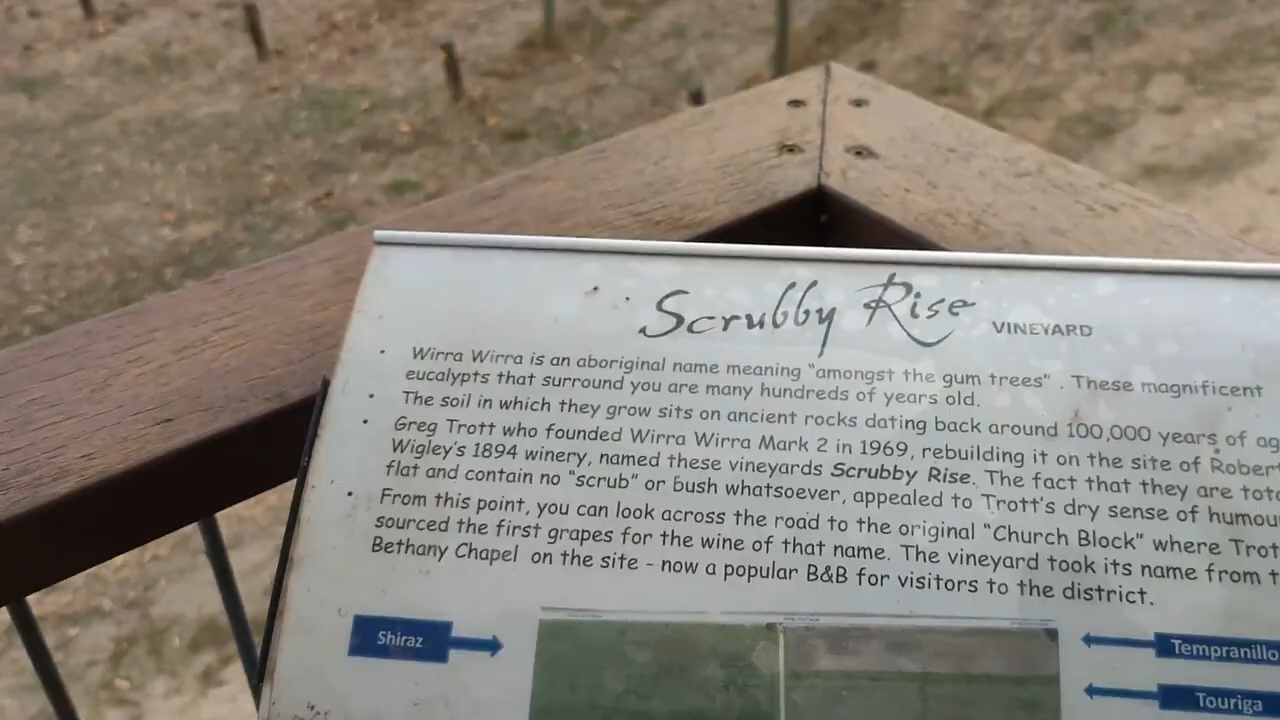 Scrubby Rise VINEYARD
• Wirra Wirra is an aboriginal name meaning "amongst the gum trees" . These magnificent
eucalypts that surround you are many hundreds of years old.
• The soil in which they grow sits on ancient rocks dating back around 100,000 years of ag
• Greg Trott who founded Wirra Wirra Mark 2 in 1969, rebuilding it on the site of Rober
Wigley's 1894 winery, named these vineyards Scrubby Rise. The fact that they are tot
flat and contain no "scrub" or bush whatsoever, appealed to Trott's dry sense of humou
• From this point, you can look across the road to the original "Church Block" where Trot
sourced the first grapes for the wine of that name. The vineyard took its name from t
Bethany Chapel on the site - now a popular B&B for visitors to the district.
Shiraz
Tempranillo
Touriga